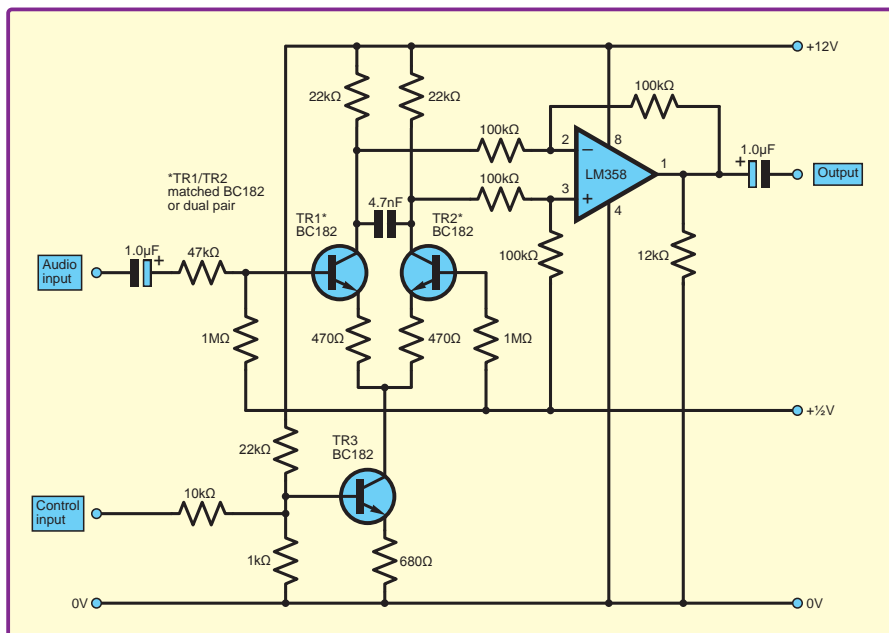 +12V
22kΩ
22kΩ
100kΩ
100kΩ
2
8
1.0µF
−
+
1
Output
LM358
*TR1/TR2
matched BC182
or dual pair
100kΩ
3
+
4
4.7nF
TR1*
BC182
TR2*
BC182
1.0µF
+
47kΩ
100kΩ
12kΩ
Audio
input
1MΩ
470Ω
470Ω
1MΩ
+½V
TR3
BC182
22kΩ
10kΩ
Control
input
1kΩ
680Ω
0V
0V